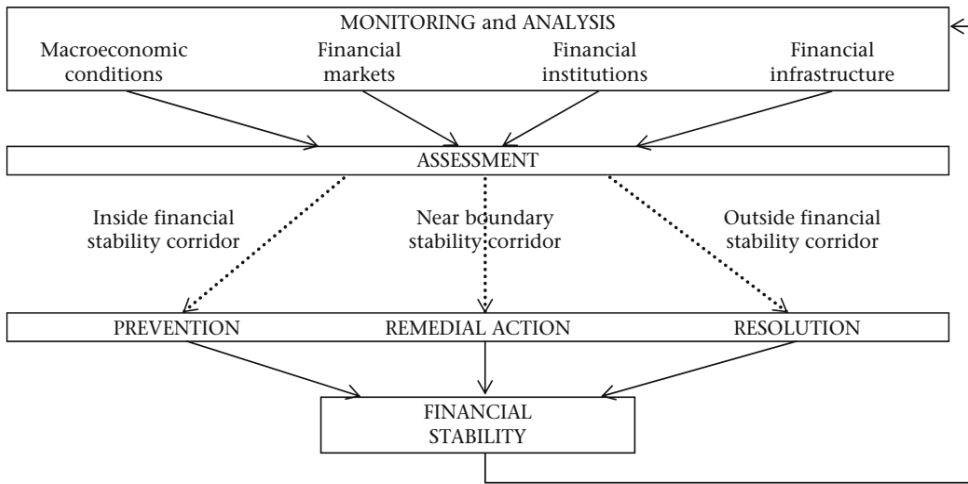 MONITORING and ANALYSIS
Macroeconomic
conditions
Financial
markets
Financial
institutions
Financial
infrastructure
ASSESSMENT
Inside financial
stability corridor
Near boundary
stability corridor
Outside financial
stability corridor
PREVENTION
REMEDIAL ACTION
RESOLUTION
FINANCIAL
STABILITY